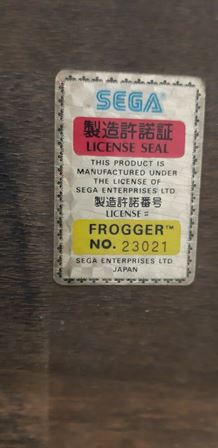 SEGA
製造許諾証
LICENSE SEAL
THIS PRODUCT IS
MANUFACTURED UNDER
THE LICENSE OF
SEGA ENTERPRISES LTD
製造許諾番号
LICENSE #
FROGGER™
NO. 23021
SEGA ENTERPRISES LTD
JAPAN